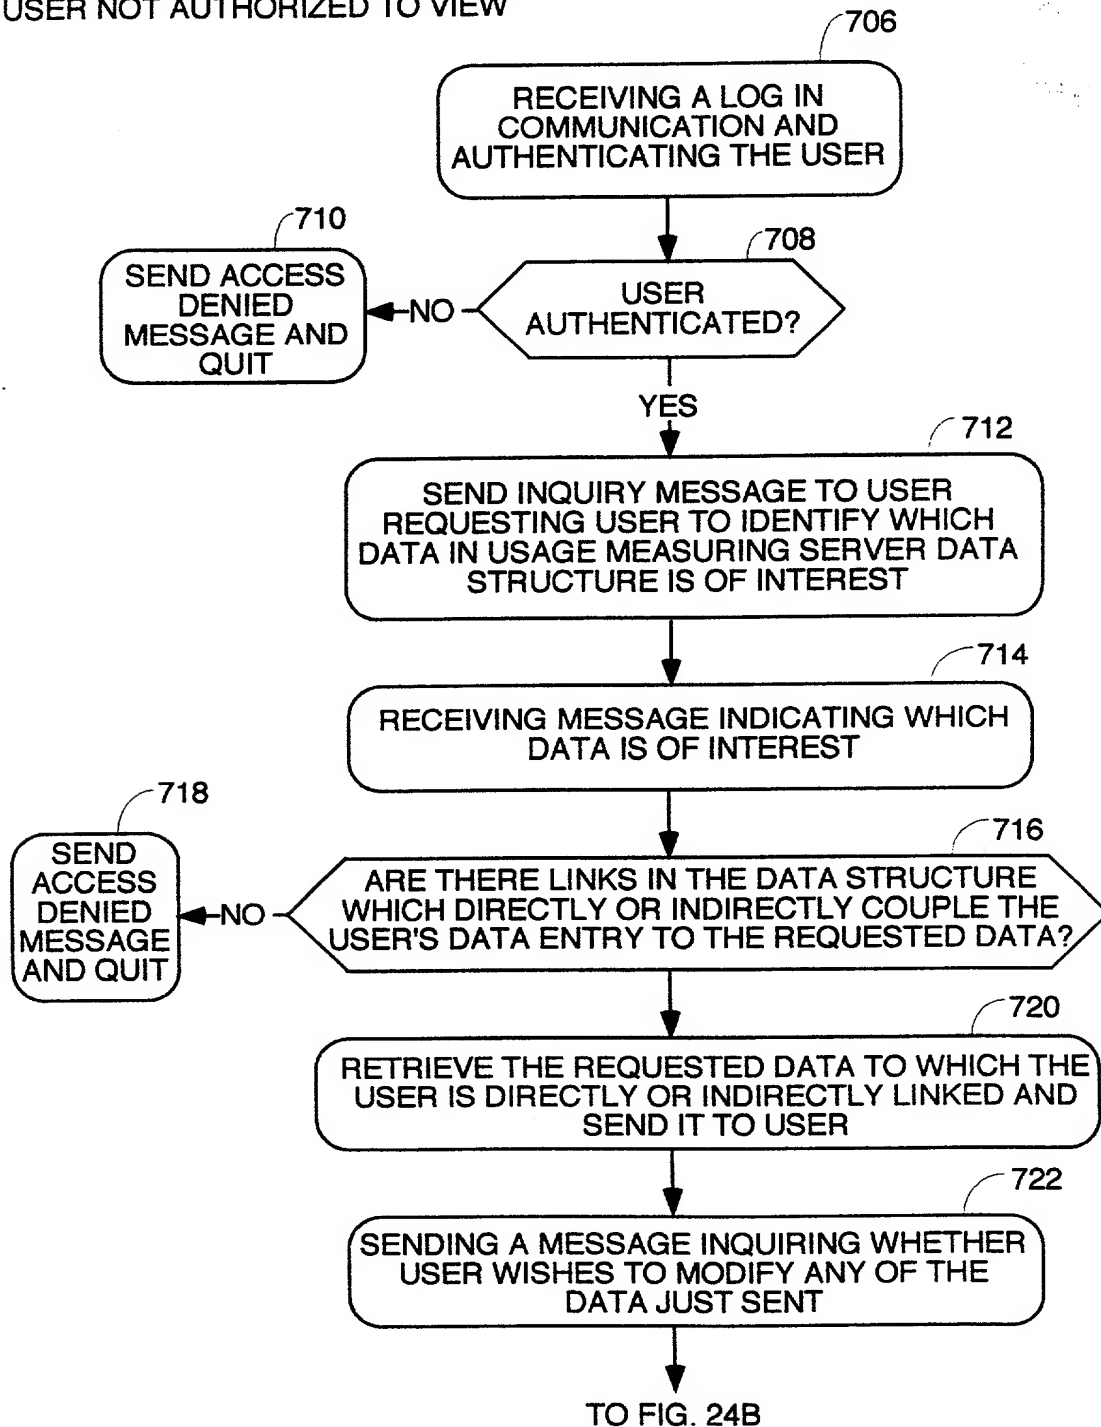 USER NOT AUTHORIZED TO VIEW
706
RECEIVING A LOG IN
COMMUNICATION AND
AUTHENTICATING THE USER
710
708
SEND ACCESS
DENIED
MESSAGE AND
QUIT
NO
USER
AUTHENTICATED?
YES
712
SEND INQUIRY MESSAGE TO USER
REQUESTING USER TO IDENTIFY WHICH
DATA IN USAGE MEASURING SERVER DATA
STRUCTURE IS OF INTEREST
714
RECEIVING MESSAGE INDICATING WHICH
DATA IS OF INTEREST
718
716
SEND
ACCESS
DENIED
MESSAGE
AND QUIT
NO
ARE THERE LINKS IN THE DATA STRUCTURE
WHICH DIRECTLY OR INDIRECTLY COUPLE THE
USER'S DATA ENTRY TO THE REQUESTED DATA?
720
RETRIEVE THE REQUESTED DATA TO WHICH THE
USER IS DIRECTLY OR INDIRECTLY LINKED AND
SEND IT TO USER
722
SENDING A MESSAGE INQUIRING WHETHER
USER WISHES TO MODIFY ANY OF THE
DATA JUST SENT
TO FIG. 24B